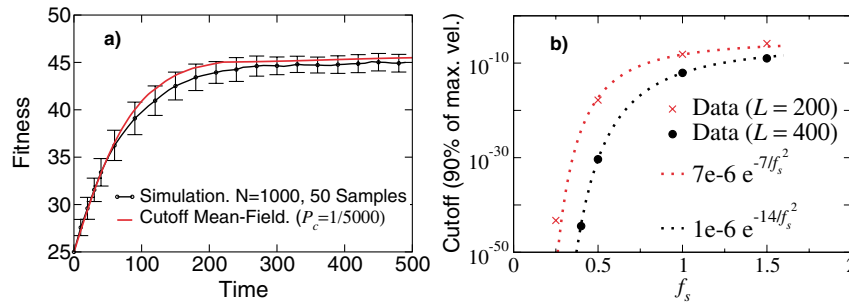 a)
50
45
40
35
30
25
Fitness
Simulation. N=1000, 50 Samples
Cutoff Mean-Field. (P_c=1/5000)
0 100 200 300 400 500
Time
b)
Cutoff (90% of max. vel.)
10^-10
10^-30
10^-50
Data (L = 200)
Data (L = 400)
7e-6 e^{-7/f_s^2}
1e-6 e^{-14/f_s^2}
0 0.5 1 1.5 2
f_s